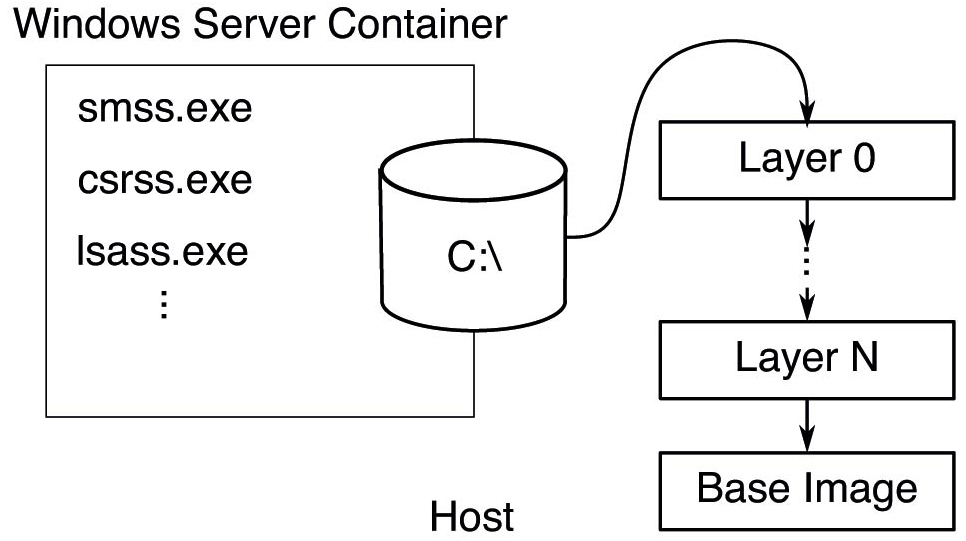 Windows Server Container
smss.exe
csrss.exe
lsass.exe
⋮
C:\
Layer 0
⋮
Layer N
Base Image
Host